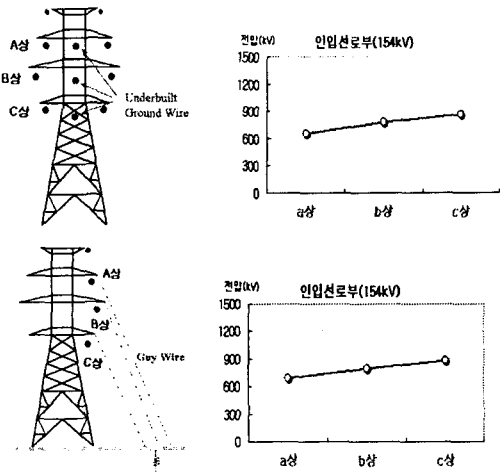 A상
B상
C상
Underbuilt
Ground Wire
전압(kV)
인입선로부(154kV)
1500
1200
900
600
300
0
a상
b상
c상
A상
B상
C상
Guy Wire
전압(kV)
인입선로부(154kV)
1500
1200
900
600
300
0
a상
b상
c상